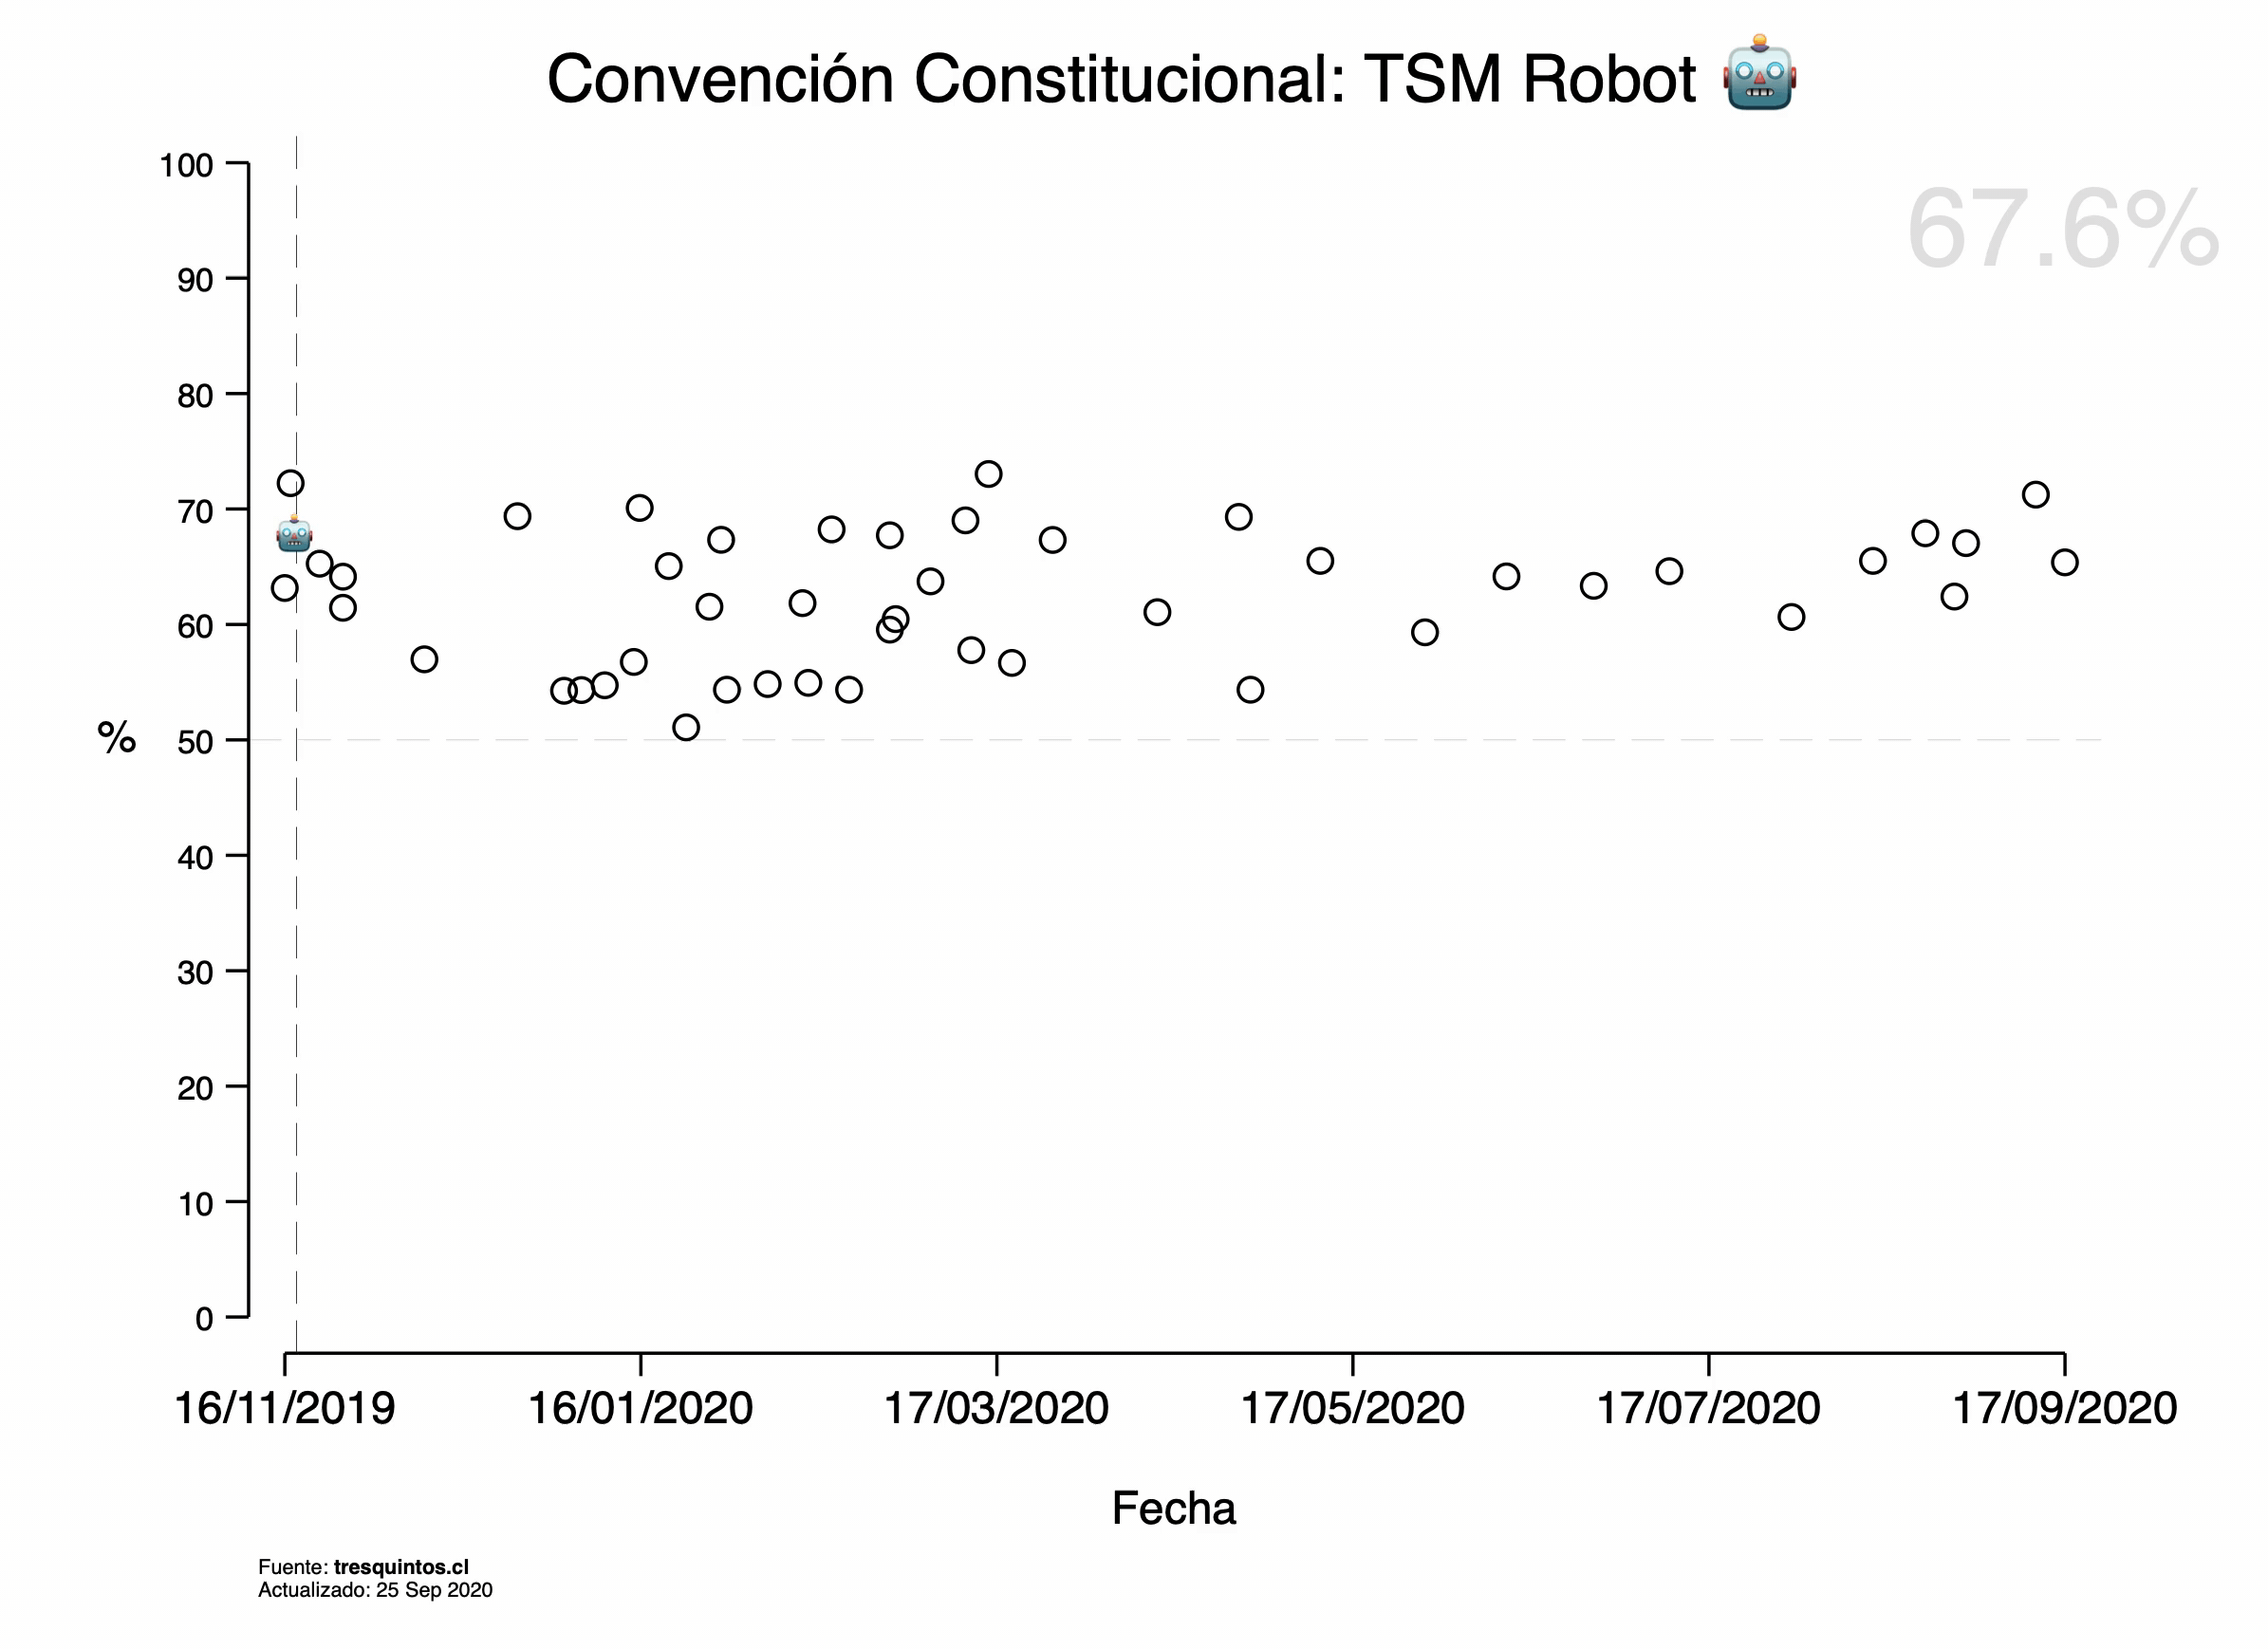 Convención Constitucional: TSM Robot 🤖
67.6%
100
90
80
70
60
50
40
30
20
10
0
%
16/11/2019 16/01/2020 17/03/2020 17/05/2020 17/07/2020 17/09/2020
Fecha
Fuente: tresquintos.cl
Actualizado: 25 Sep 2020